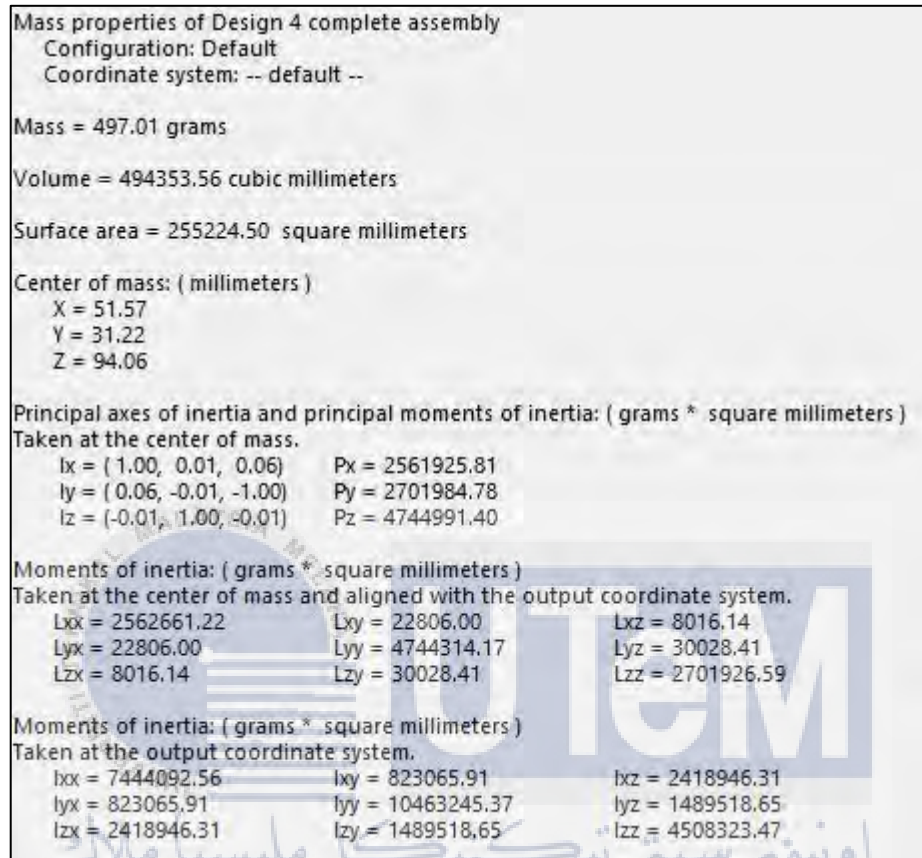 Mass properties of Design 4 complete assembly
Configuration: Default
Coordinate system: -- default --
Mass = 497.01 grams
Volume = 494353.56 cubic millimeters
Surface area = 255224.50 square millimeters
Center of mass: ( millimeters )
X = 51.57
Y = 31.22
Z = 94.06
Principal axes of inertia and principal moments of inertia: ( grams * square millimeters )
Taken at the center of mass.
Ix = ( 1.00, 0.01, 0.06) Px = 2561925.81
Iy = ( 0.06, -0.01, -1.00) Py = 2701984.78
Iz = (-0.01, 1.00, -0.01) Pz = 4744991.40
Moments of inertia: ( grams * square millimeters )
Taken at the center of mass and aligned with the output coordinate system.
Lxx = 2562661.22 Lxy = 22806.00 Lxz = 8016.14
Lyx = 22806.00 Lyy = 4744314.17 Lyz = 30028.41
Lzx = 8016.14 Lzy = 30028.41 Lzz = 2701926.59
Moments of inertia: ( grams * square millimeters )
Taken at the output coordinate system.
Ixx = 7444092.56 Ixy = 823065.91 Ixz = 2418946.31
Iyx = 823065.91 Iyy = 10463245.37 Iyz = 1489518.65
Izx = 2418946.31 Izy = 1489518.65 Izz = 4508323.47
UTeM